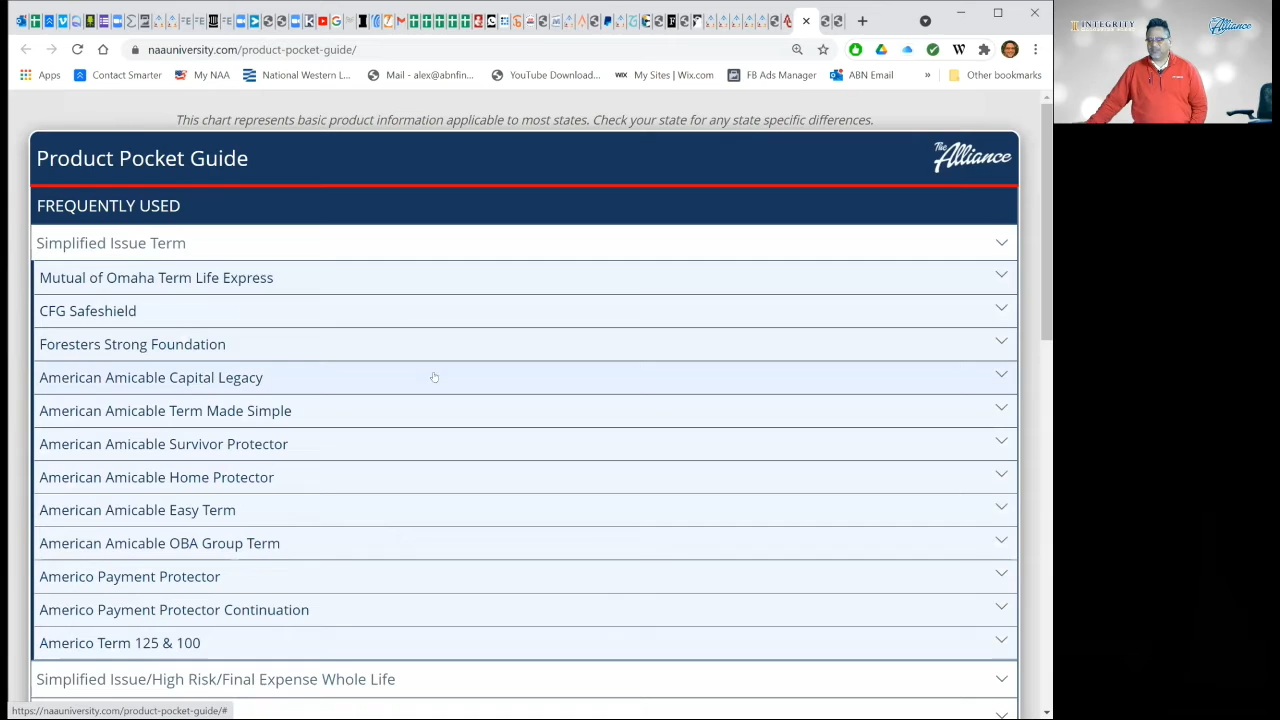 naauniversity.com/product-pocket-guide/
Apps
Contact Smarter
My NAA
National Western L...
Mail - alex@abnfin...
YouTube Download...
WIX
My Sites | Wix.com
FB Ads Manager
ABN Email
»
Other bookmarks
INTEGRITY
The Alliance
This chart represents basic product information applicable to most states. Check your state for any state specific differences.
Product Pocket Guide
The Alliance
FREQUENTLY USED
Simplified Issue Term
Mutual of Omaha Term Life Express
CFG Safeshield
Foresters Strong Foundation
American Amicable Capital Legacy
American Amicable Term Made Simple
American Amicable Survivor Protector
American Amicable Home Protector
American Amicable Easy Term
American Amicable OBA Group Term
Americo Payment Protector
Americo Payment Protector Continuation
Americo Term 125 & 100
Simplified Issue/High Risk/Final Expense Whole Life
https://naauniversity.com/product-pocket-guide/#